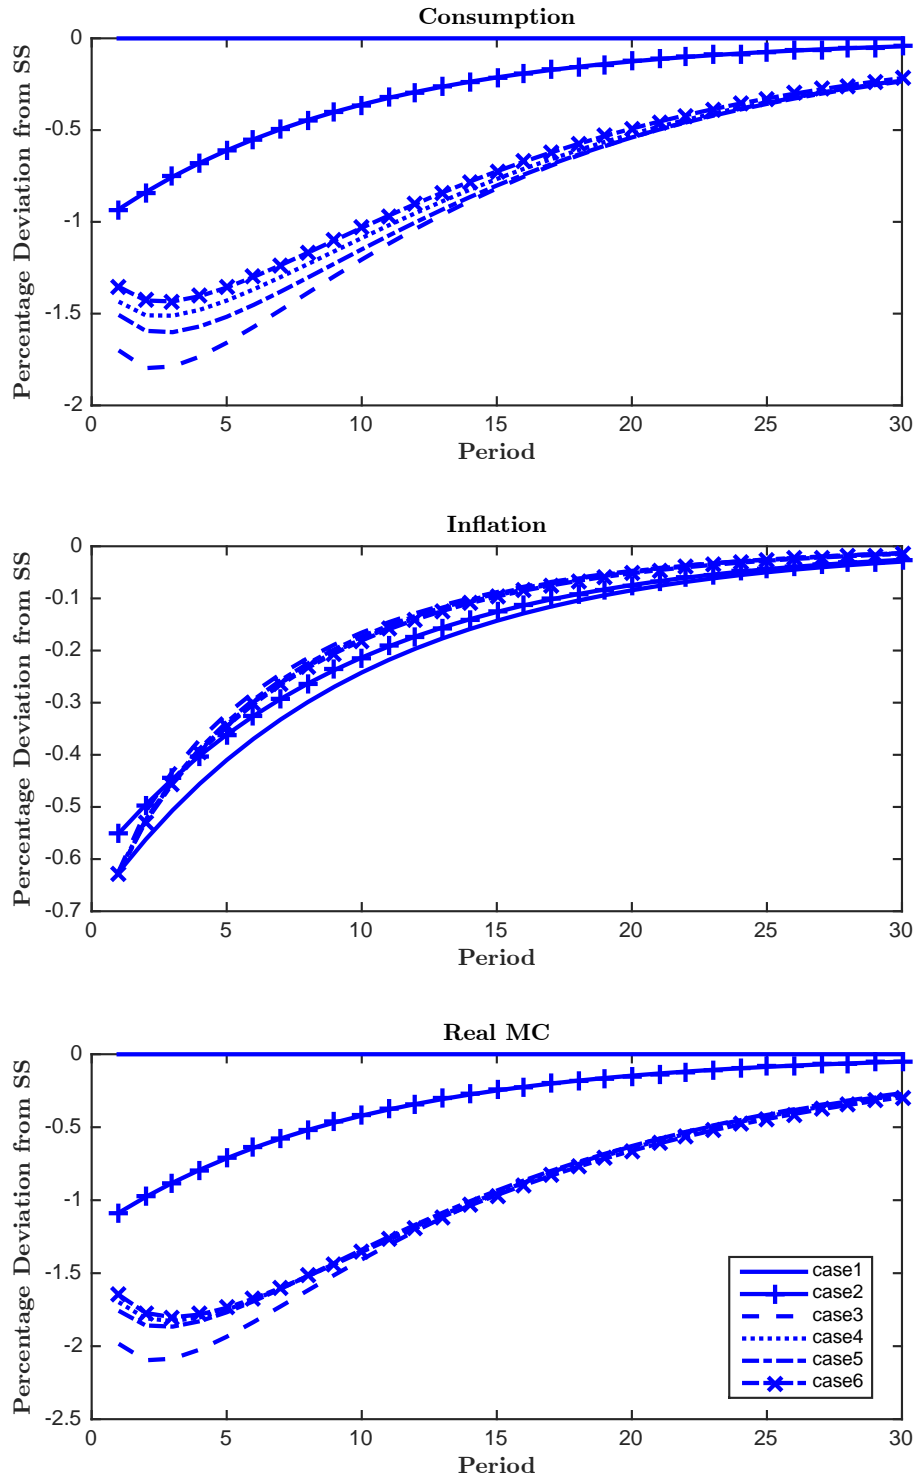 Consumption
Percentage Deviation from SS
0
-0.5
-1
-1.5
-2
0 5 10 15 20 25 30
Period
Inflation
Percentage Deviation from SS
0
-0.1
-0.2
-0.3
-0.4
-0.5
-0.6
-0.7
0 5 10 15 20 25 30
Period
Real MC
Percentage Deviation from SS
0
-0.5
-1
-1.5
-2
-2.5
case1
case2
case3
case4
case5
case6
0 5 10 15 20 25 30
Period